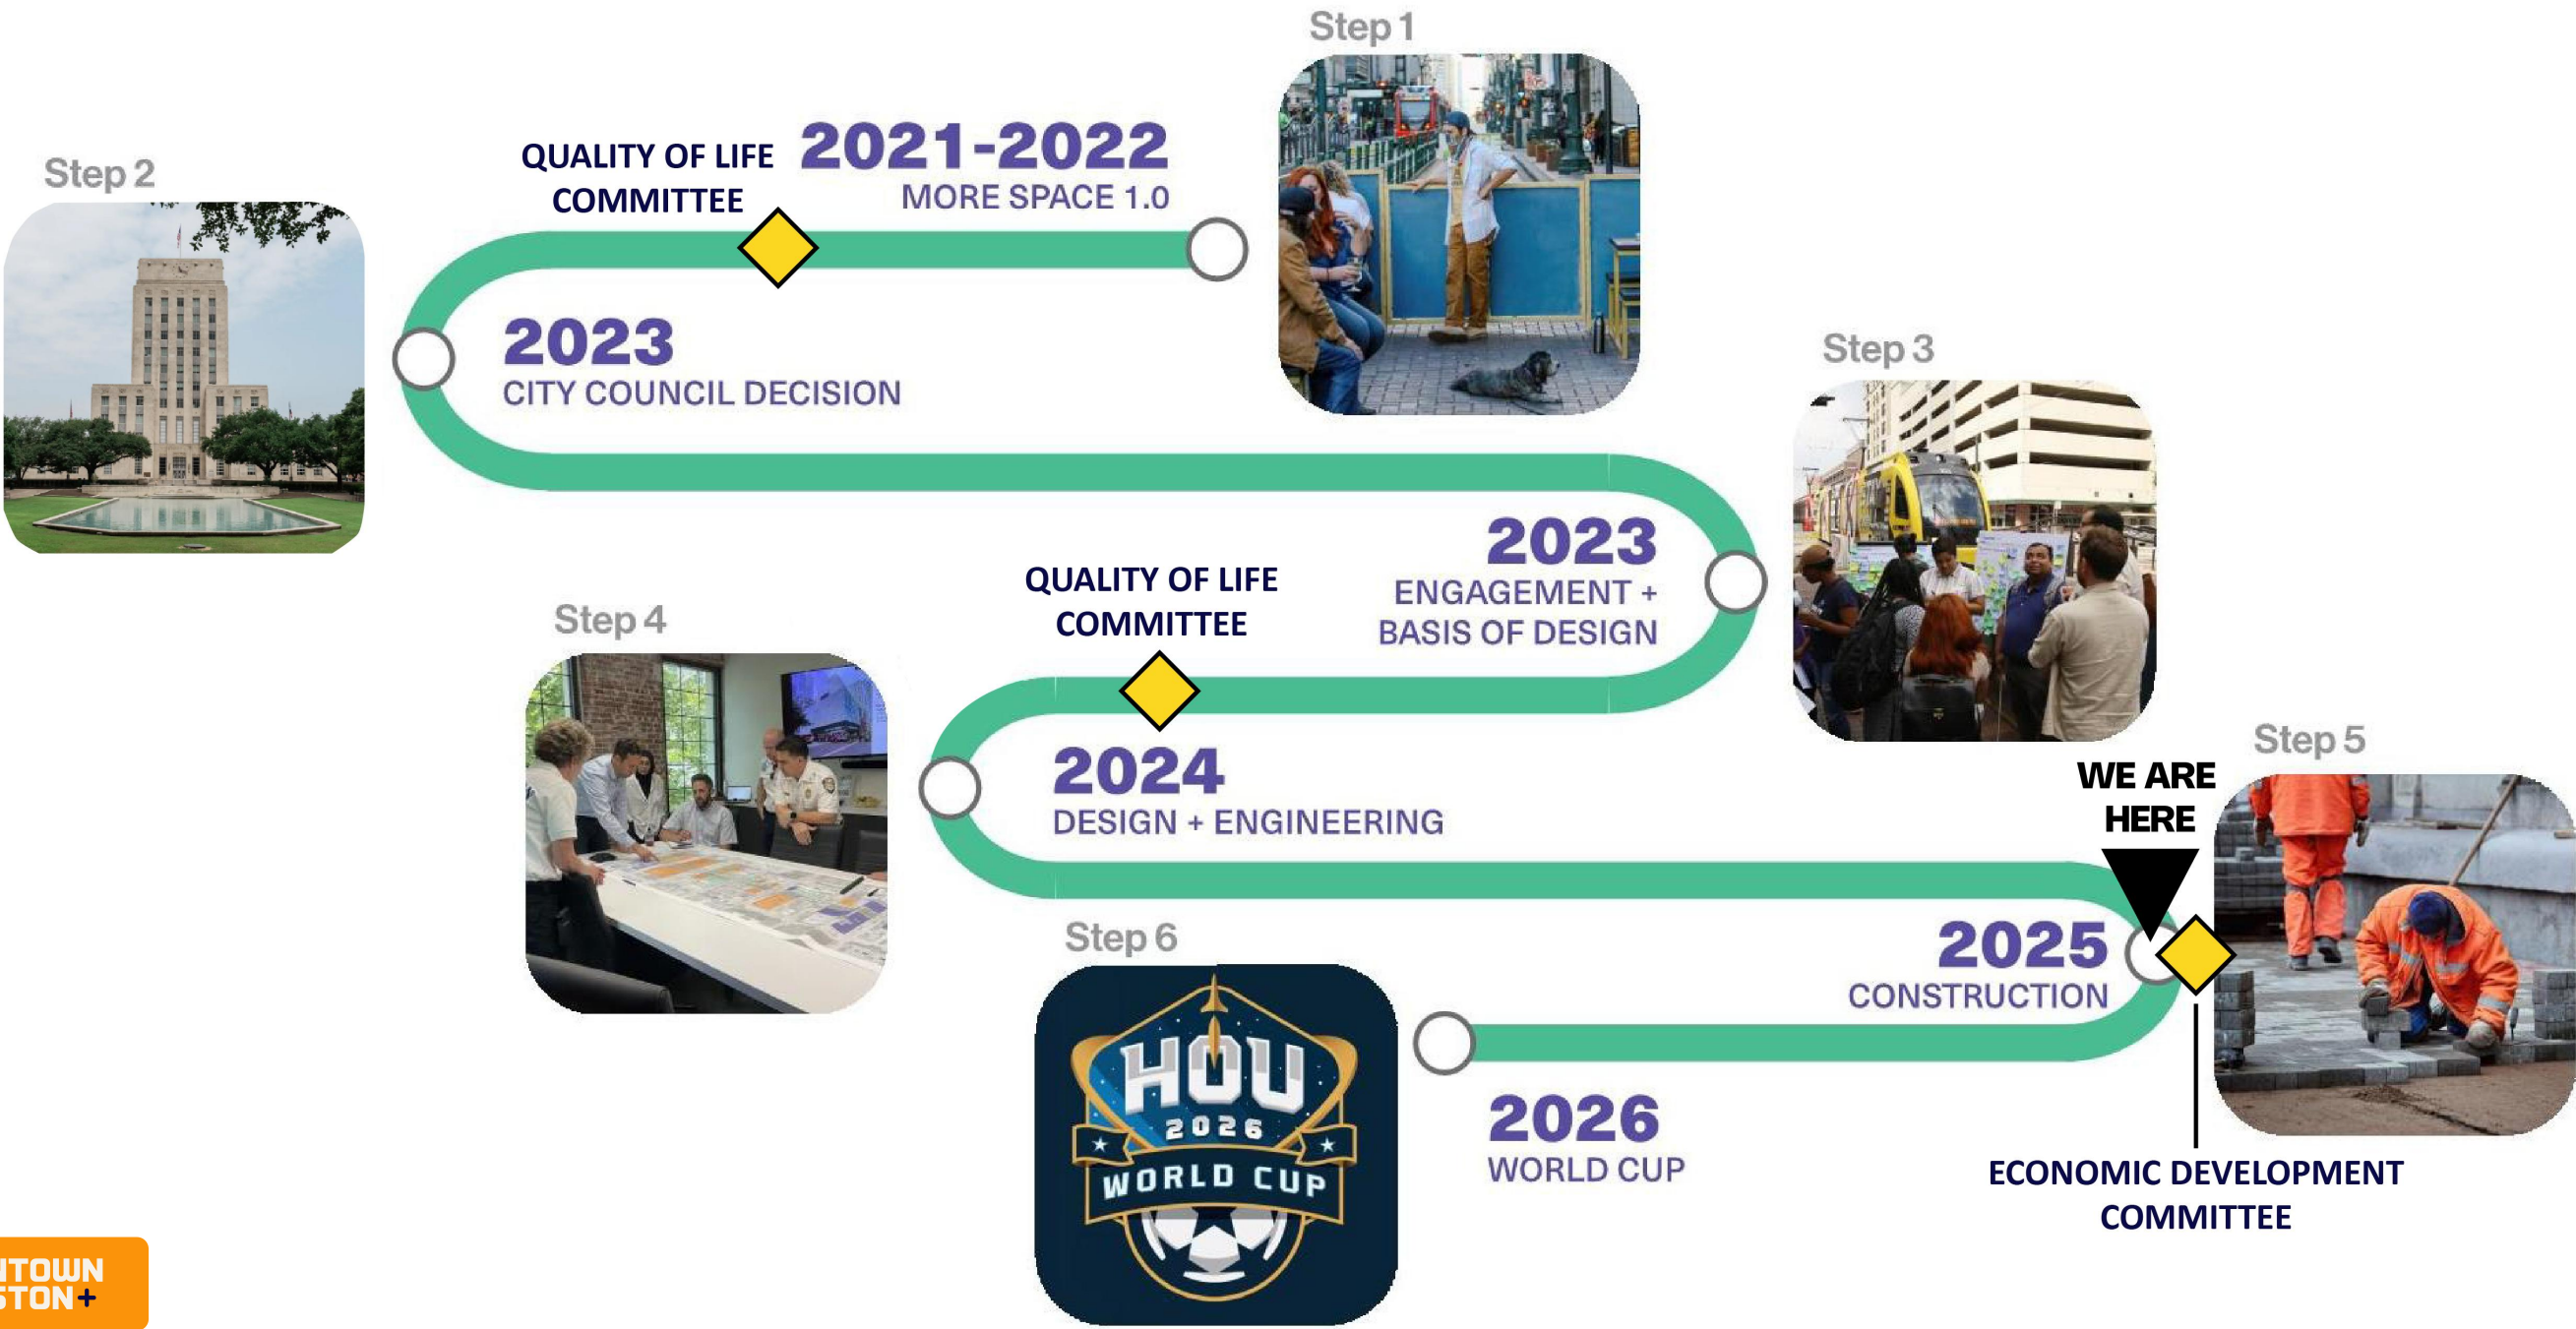 Step 1
QUALITY OF LIFE
COMMITTEE
2021-2022
MORE SPACE 1.0
Step 2
2023
CITY COUNCIL DECISION
Step 3
2023
ENGAGEMENT +
BASIS OF DESIGN
QUALITY OF LIFE
COMMITTEE
Step 4
2024
DESIGN + ENGINEERING
Step 5
WE ARE
HERE
2025
CONSTRUCTION
ECONOMIC DEVELOPMENT
COMMITTEE
Step 6
HOU
2026
WORLD CUP
2026
WORLD CUP
NTOWN
STON+